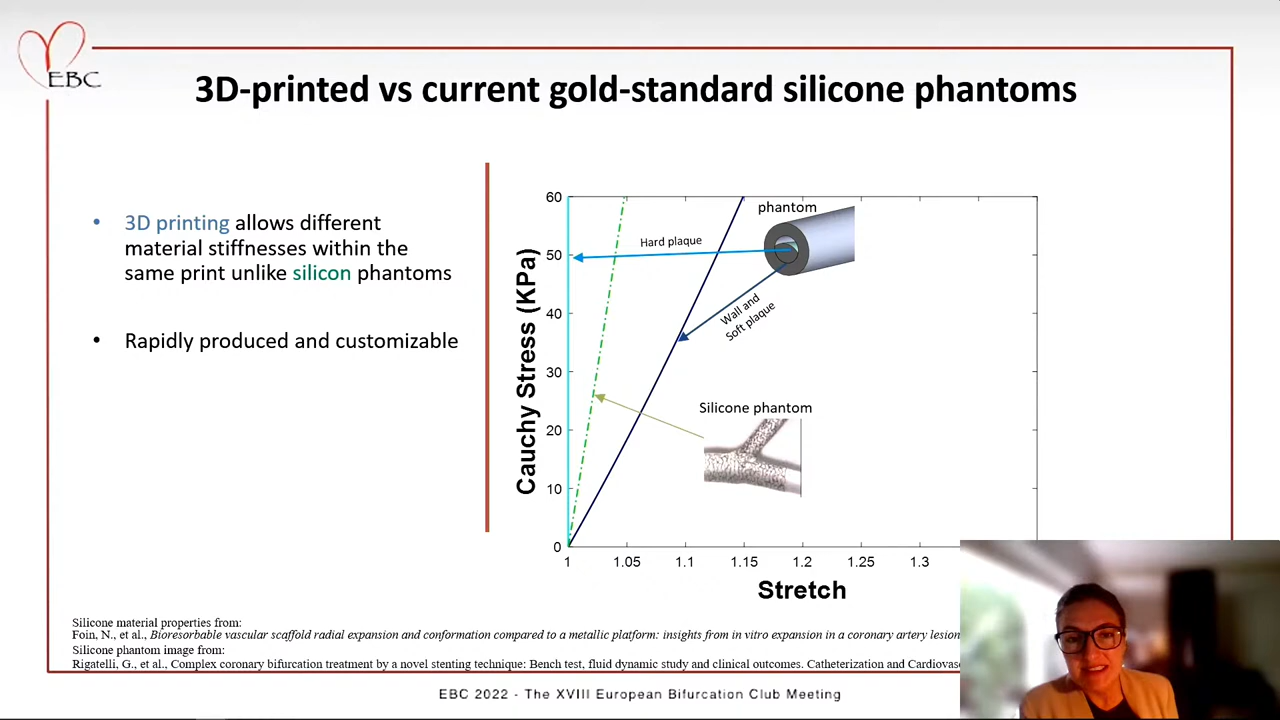 EBC
3D-printed vs current gold-standard silicone phantoms
• 3D printing allows different
material stiffnesses within the
same print unlike silicon phantoms
• Rapidly produced and customizable
Cauchy Stress (KPa)
60
50
40
30
20
10
0
phantom
Hard plaque
Wall and
Soft plaque
Silicone phantom
1 1.05 1.1 1.15 1.2 1.25 1.3
Stretch
Silicone material properties from:
Foin, N., et al., Bioresorbable vascular scaffold radial expansion and conformation compared to a metallic platform: insights from in vitro expansion in a coronary artery lesion
Silicone phantom image from:
Rigatelli, G., et al., Complex coronary bifurcation treatment by a novel stenting technique: Bench test, fluid dynamic study and clinical outcomes. Catheterization and Cardiovas
EBC 2022 - The XVIII European Bifurcation Club Meeting